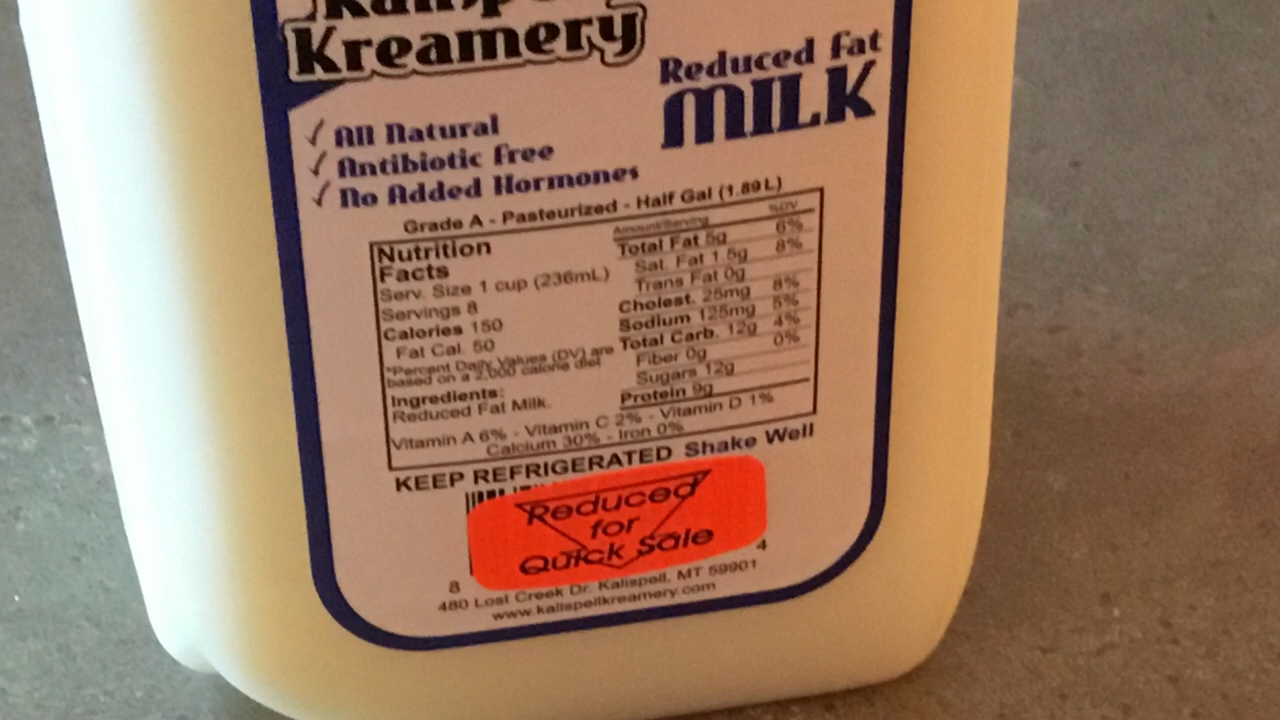 Kreamery
Reduced fat
MILK
✓ All Natural
✓ Antibiotic free
✓ No Added Hormones
Grade A - Pasteurized - Half Gal (1.89 L)
Nutrition
Facts
Serv. Size 1 cup (236mL)
Servings 8
Calories 150
Fat Cal. 50
*Percent Daily Values (DV) are
based on a 2,000 calorie diet
Ingredients:
Reduced Fat Milk.
Amount/Serving %DV
Total Fat 5g 6%
Sat. Fat 1.5g 8%
Trans Fat 0g
Cholest. 25mg 8%
Sodium 125mg 5%
Total Carb. 12g 4%
Fiber 0g 0%
Sugars 12g
Protein 9g
Vitamin A 6% - Vitamin C 2% - Vitamin D 1%
Calcium 30% - Iron 0%
KEEP REFRIGERATED Shake Well
Reduced
for
Quick Sale
8 4
480 Lost Creek Dr. Kalispell, MT 59901
www.kalispellkreamery.com